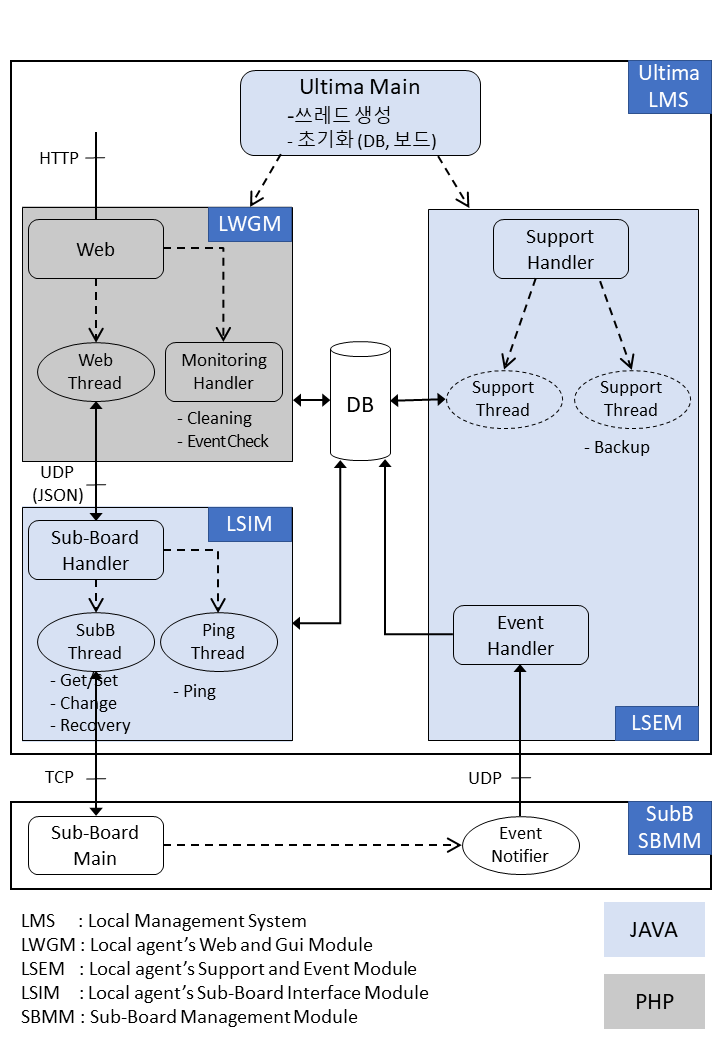 Ultima
LMS
Ultima Main
-쓰레드 생성
- 초기화 (DB, 보드)
HTTP
LWGM
Web
Support
Handler
Web
Thread
Monitoring
Handler
- Cleaning
- EventCheck
DB
Support
Thread
Support
Thread
- Backup
UDP
(JSON)
LSIM
Sub-Board
Handler
SubB
Thread
Ping
Thread
- Get/Set
- Change
- Recovery
- Ping
Event
Handler
LSEM
TCP
UDP
SubB
SBMM
Sub-Board
Main
Event
Notifier
LMS : Local Management System
LWGM : Local agent’s Web and Gui Module
LSEM : Local agent’s Support and Event Module
LSIM : Local agent’s Sub-Board Interface Module
SBMM : Sub-Board Management Module
JAVA
PHP